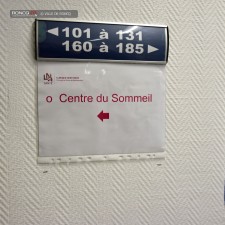 101 à 131
160 à 185
o Centre du Sommeil